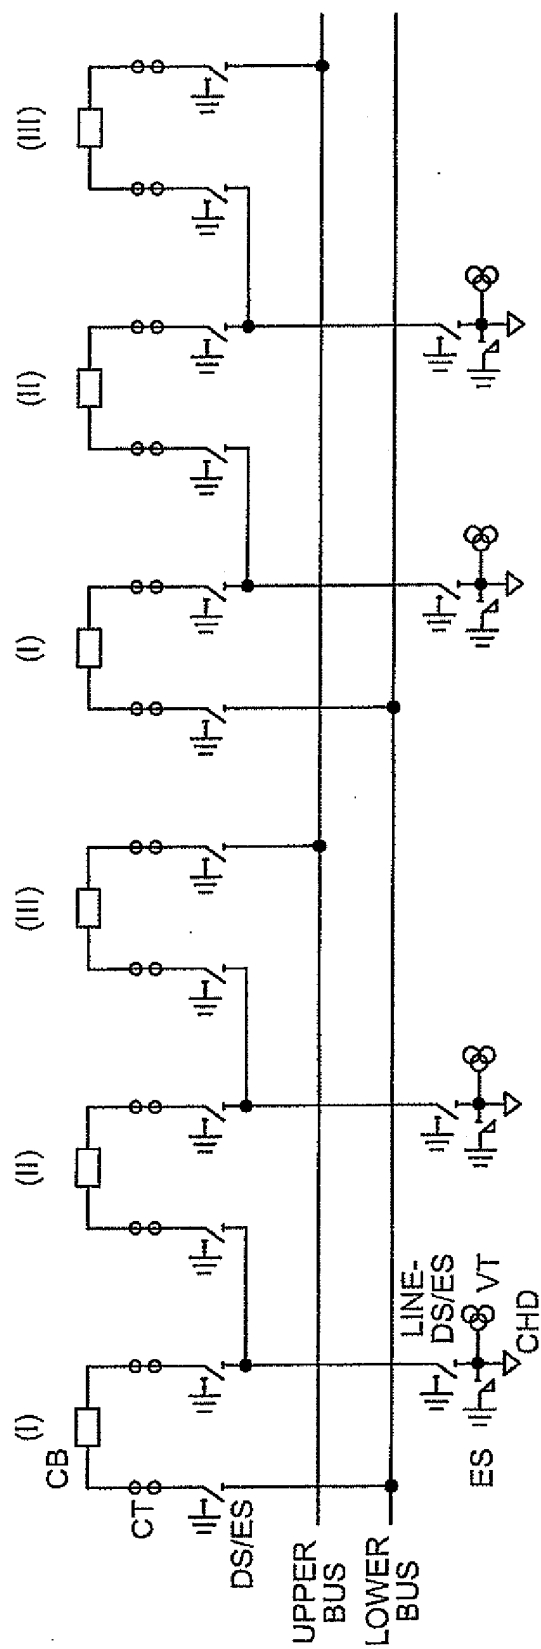 (I)
(II)
(III)
(I)
(II)
(III)
CB
CT
DS/ES
UPPER
BUS
LOWER
BUS
LINE-
DS/ES
ES
VT
CHD